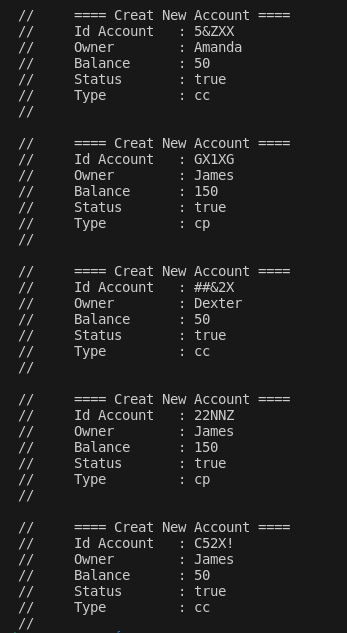 //     ==== Creat New Account ====
//     Id Account   : 5&ZXX
//     Owner        : Amanda
//     Balance      : 50
//     Status       : true
//     Type         : cc
//
//     ==== Creat New Account ====
//     Id Account   : GX1XG
//     Owner        : James
//     Balance      : 150
//     Status       : true
//     Type         : cp
//
//     ==== Creat New Account ====
//     Id Account   : ##&2X
//     Owner        : Dexter
//     Balance      : 50
//     Status       : true
//     Type         : cc
//
//     ==== Creat New Account ====
//     Id Account   : 22NNZ
//     Owner        : James
//     Balance      : 150
//     Status       : true
//     Type         : cp
//
//     ==== Creat New Account ====
//     Id Account   : C52X!
//     Owner        : James
//     Balance      : 50
//     Status       : true
//     Type         : cc
//